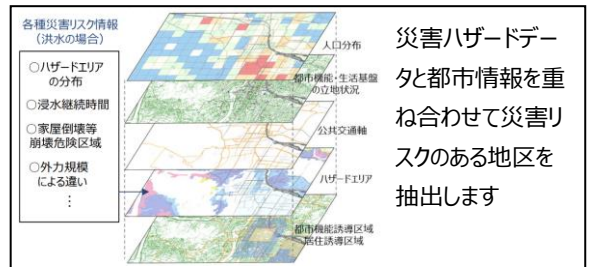 各種災害リスク情報
(洪水の場合)
○ハザードエリア
の分布
○浸水継続時間
○家屋倒壊等
崩壊危険区域
○外力規模
による違い
⋮
人口分布
都市機能・生活基盤
の立地状況
公共交通軸
ハザードエリア
都市機能誘導区域
居住誘導区域
災害ハザードデー
タと都市情報を重
ね合わせて災害リ
スクのある地区を
抽出します